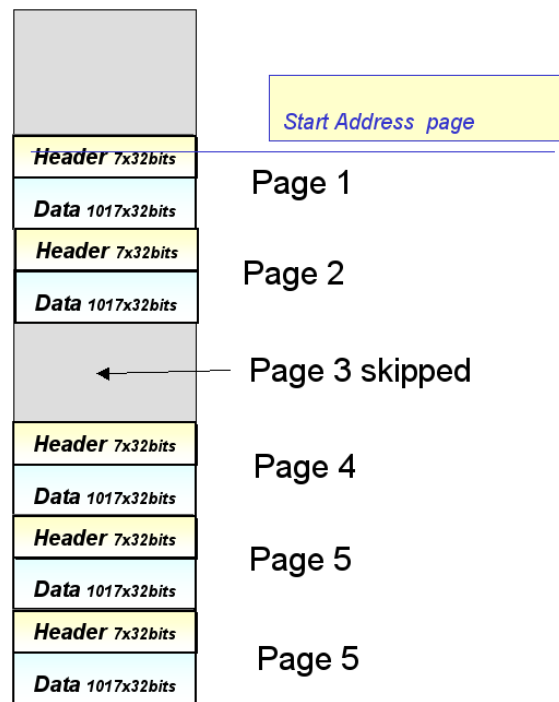 Start Address page
Header 7x32bits
Page 1
Data 1017x32bits
Header 7x32bits
Page 2
Data 1017x32bits
Page 3 skipped
Header 7x32bits
Page 4
Data 1017x32bits
Header 7x32bits
Page 5
Data 1017x32bits
Header 7x32bits
Page 5
Data 1017x32bits